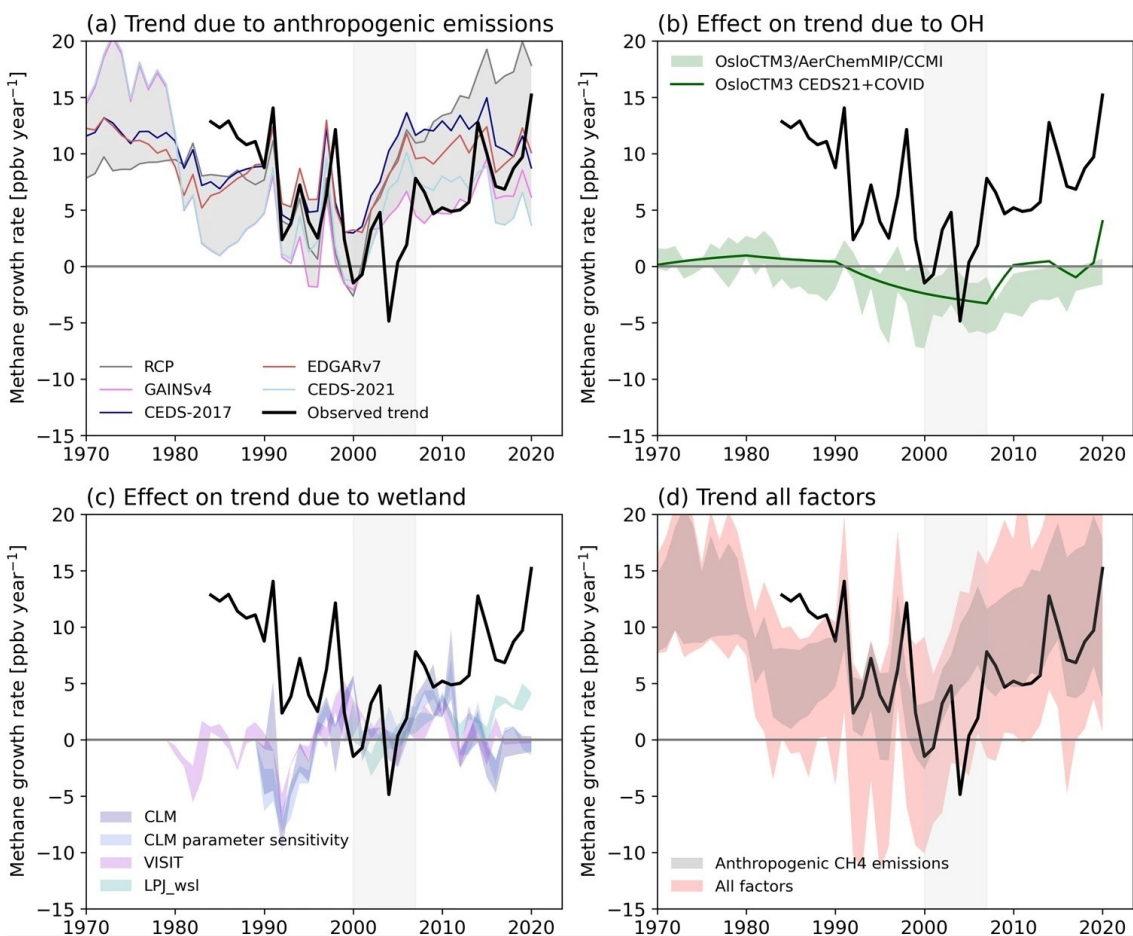 (a) Trend due to anthropogenic emissions
Methane growth rate [ppbv year⁻¹]
20
15
10
5
0
−5
−10
−15
RCP
GAINSv4
CEDS-2017
EDGARv7
CEDS-2021
Observed trend
1970 1980 1990 2000 2010 2020
(b) Effect on trend due to OH
Methane growth rate [ppbv year⁻¹]
20
15
10
5
0
−5
−10
−15
OsloCTM3/AerChemMIP/CCMI
OsloCTM3 CEDS21+COVID
1970 1980 1990 2000 2010 2020
(c) Effect on trend due to wetland
Methane growth rate [ppbv year⁻¹]
20
15
10
5
0
−5
−10
−15
CLM
CLM parameter sensitivity
VISIT
LPJ_wsl
1970 1980 1990 2000 2010 2020
(d) Trend all factors
Methane growth rate [ppbv year⁻¹]
20
15
10
5
0
−5
−10
−15
Anthropogenic CH4 emissions
All factors
1970 1980 1990 2000 2010 2020